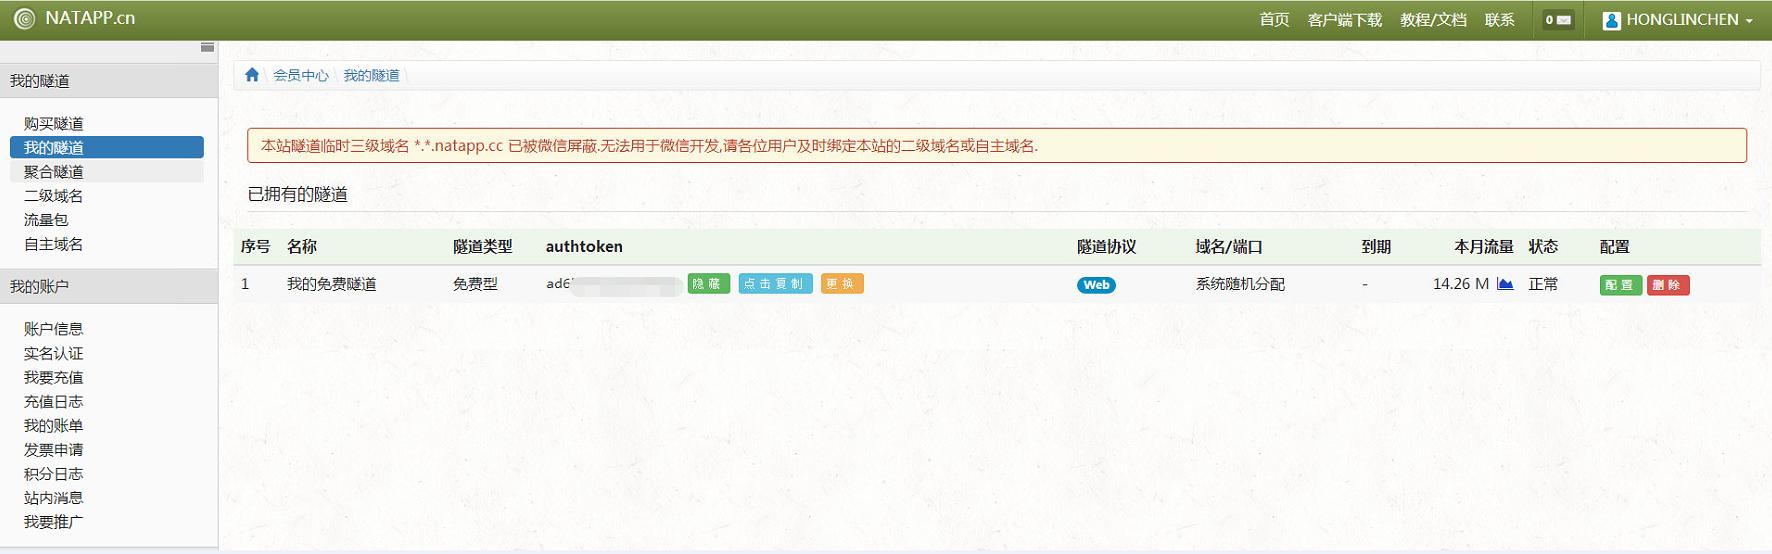 NATAPP.cn
首页 客户端下载 教程/文档 联系 0 HONGLINCHEN
我的隧道
购买隧道
我的隧道
聚合隧道
二级域名
流量包
自主域名
我的账户
账户信息
实名认证
我要充值
充值日志
我的账单
发票申请
积分日志
站内消息
我要推广
会员中心 我的隧道
本站隧道临时三级域名 *.*.natapp.cc 已被微信屏蔽.无法用于微信开发,请各位用户及时绑定本站的二级域名或自主域名.
已拥有的隧道
序号 名称 隧道类型 authtoken 隧道协议 域名/端口 到期 本月流量 状态 配置
1 我的免费隧道 免费型 ad6 隐藏 点击复制 更换 Web 系统随机分配 - 14.26 M 正常 配置 删除